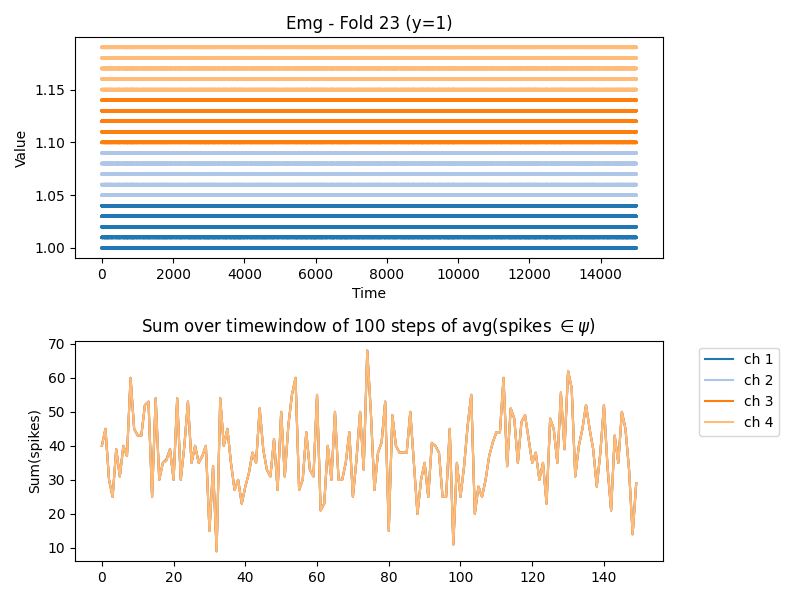 Emg - Fold 23 (y=1)
Value
1.15
1.10
1.05
1.00
0 2000 4000 6000 8000 10000 12000 14000
Time
Sum over timewindow of 100 steps of avg(spikes ∈ψ)
Sum(spikes)
70
60
50
40
30
20
10
0 20 40 60 80 100 120 140
ch 1
ch 2
ch 3
ch 4